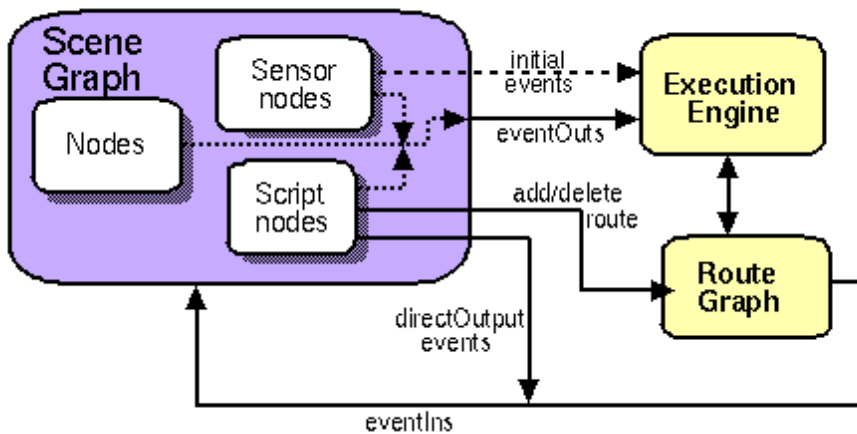 Scene
Graph
Sensor
nodes
Nodes
Script
nodes
initial
events
eventOuts
Execution
Engine
add/delete
route
Route
Graph
directOutput
events
eventIns